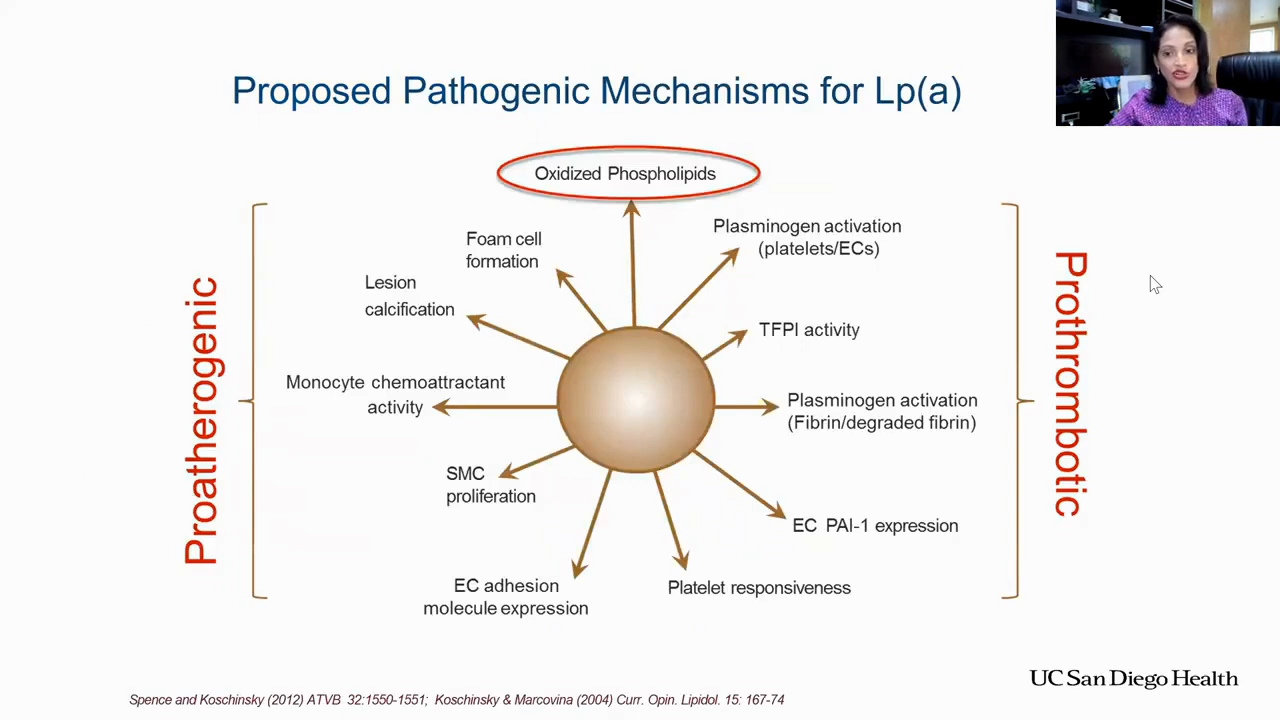 Proposed Pathogenic Mechanisms for Lp(a)
Oxidized Phospholipids
Foam cell
formation
Lesion
calcification
Monocyte chemoattractant
activity
SMC
proliferation
EC adhesion
molecule expression
Plasminogen activation
(platelets/ECs)
TFPI activity
Plasminogen activation
(Fibrin/degraded fibrin)
EC PAI-1 expression
Platelet responsiveness
Proatherogenic
Prothrombotic
UC San Diego Health
Spence and Koschinsky (2012) ATVB 32:1550-1551; Koschinsky & Marcovina (2004) Curr. Opin. Lipidol. 15: 167-74